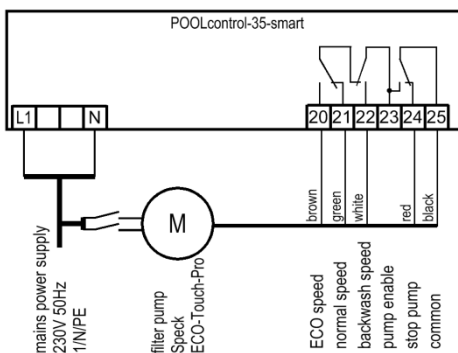 POOLcontrol-35-smart
L1 N 20 21 22 23 24 25
brown
green
white
red
black
M
mains power supply
230V 50Hz
1/N/PE
filter pump
Speck
ECO-Touch-Pro
ECO speed
normal speed
backwash speed
pump enable
stop pump
common